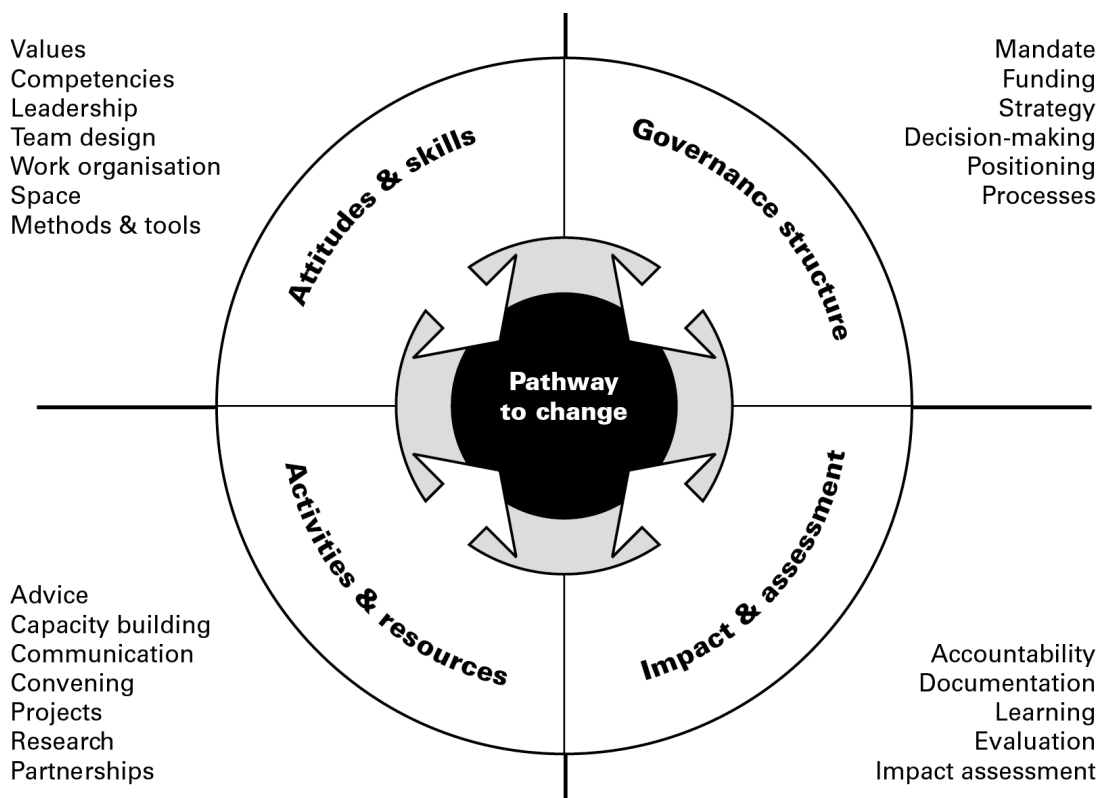 Values
Competencies
Leadership
Team design
Work organisation
Space
Methods & tools
Mandate
Funding
Strategy
Decision-making
Positioning
Processes
Attitudes & skills
Governance structure
Pathway
to change
Activities & resources
Impact & assessment
Advice
Capacity building
Communication
Convening
Projects
Research
Partnerships
Accountability
Documentation
Learning
Evaluation
Impact assessment